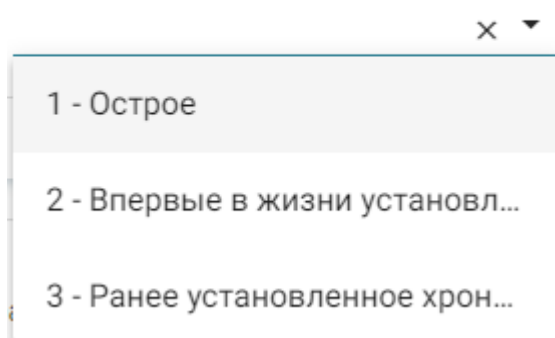 1 - Острое
2 - Впервые в жизни установл...
3 - Ранее установленное хрон...